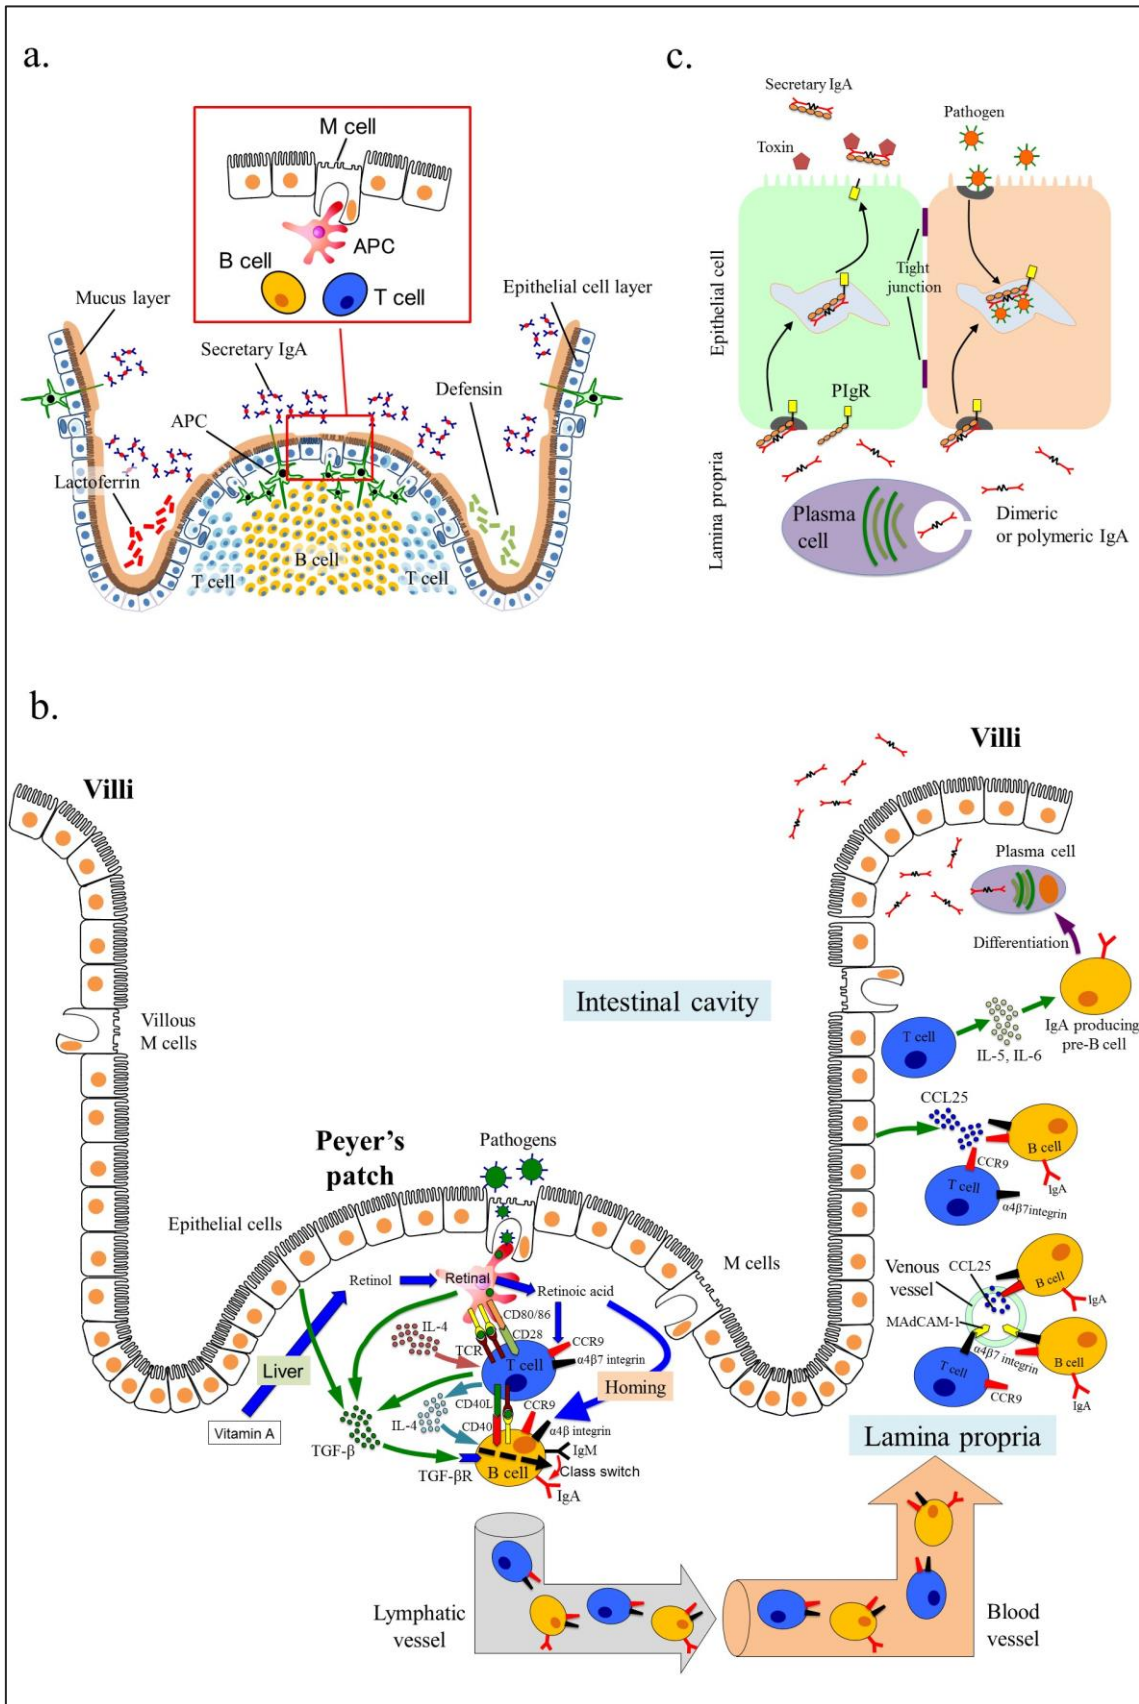 a.
M cell
APC
B cell
T cell
Mucus layer
Epithelial cell layer
Secretary IgA
Defensin
APC
Lactoferrin
B cell
T cell
T cell
c.
Secretary IgA
Pathogen
Toxin
Epithelial cell
Tight
junction
PIgR
Lamina propria
Plasma
cell
Dimeric
or polymeric IgA
b.
Villi
Villi
Plasma cell
Differentiation
Intestinal cavity
IgA producing
pre-B cell
T cell
IL-5, IL-6
Villous
M cells
CCL25
B cell
CCR9
T cell
IgA
α4β7integrin
Peyer's
patch
Pathogens
Epithelial cells
M cells
Retinol
Retinal
Retinoic acid
CD80/86
IL-4
CD28
TCR
CCR9
T cell
α4β7 integrin
Liver
Homing
CD40L
CCR9
IL-4
CD40
α4β integrin
Vitamin A
TGF-β
IgM
TGF-βR
B cell
Class switch
IgA
Venous
vessel
CCL25
B cell
IgA
MAdCAM-1
α4β7 integrin
T cell
B cell
CCR9
IgA
Lamina propria
Lymphatic
vessel
Blood
vessel